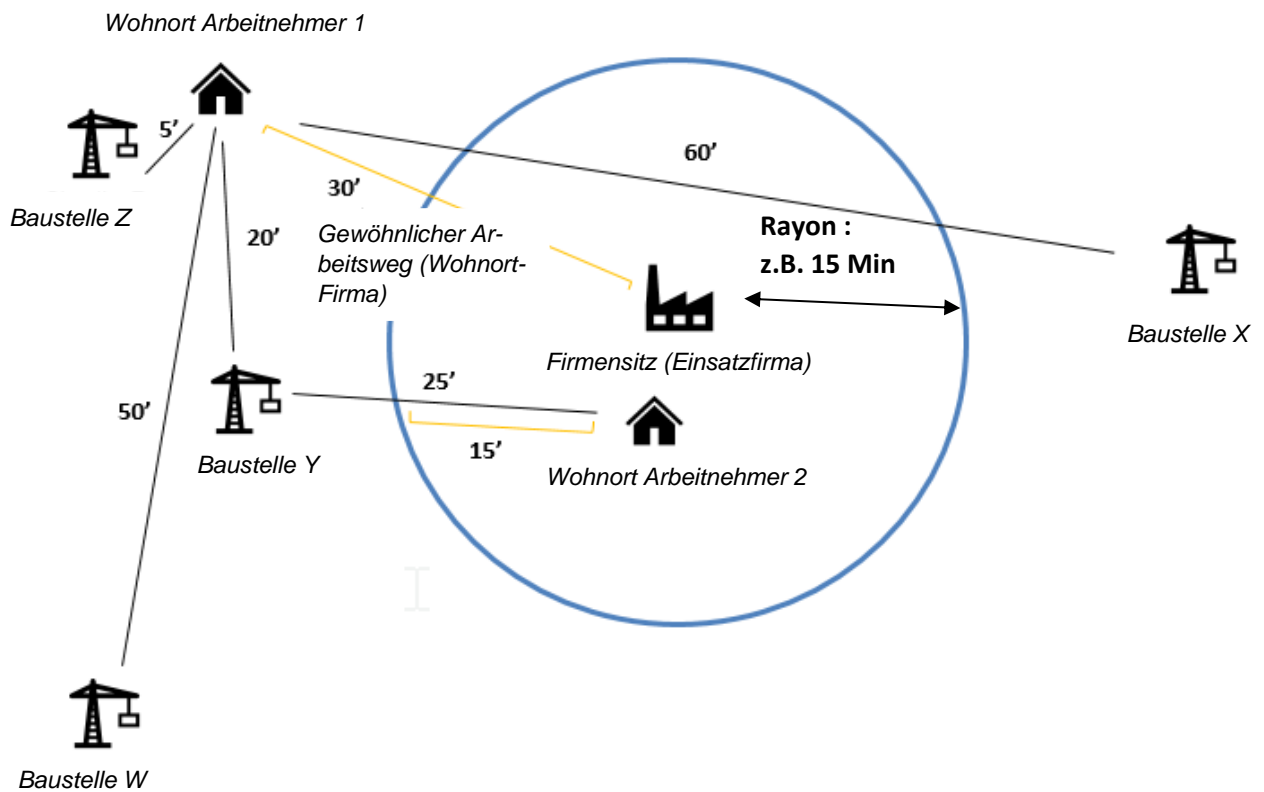 Wohnort Arbeitnehmer 1
5’
60’
30’
Baustelle Z
20’
Gewöhnlicher Ar-
beitsweg (Wohnort-
Firma)
Rayon :
z.B. 15 Min
Baustelle X
Firmensitz (Einsatzfirma)
25’
50’
15’
Baustelle Y
Wohnort Arbeitnehmer 2
Baustelle W